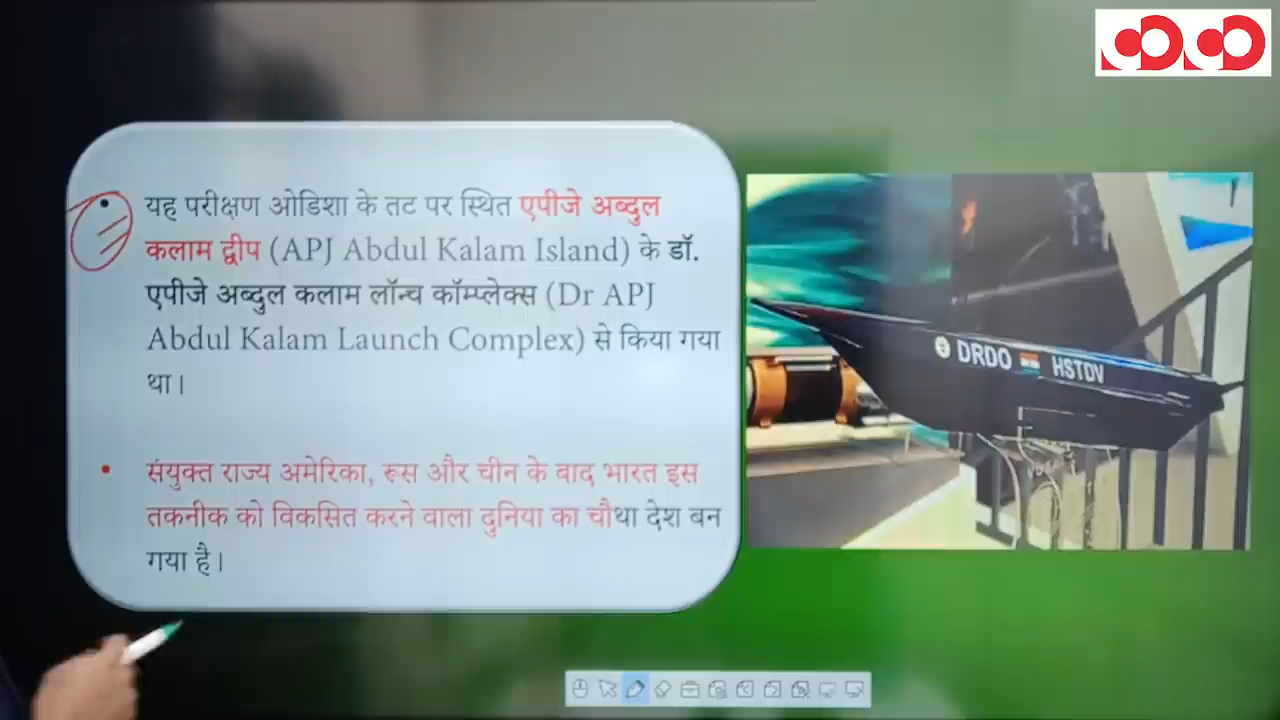 यह परीक्षण ओडिशा के तट पर स्थित एपीजे अब्दुल
कलाम द्वीप (APJ Abdul Kalam Island) के डॉ.
एपीजे अब्दुल कलाम लॉन्च कॉम्प्लेक्स (Dr APJ
Abdul Kalam Launch Complex) से किया गया
था।
संयुक्त राज्य अमेरिका, रूस और चीन के बाद भारत इस
तकनीक को विकसित करने वाला दुनिया का चौथा देश बन
गया है।
DRDO HSTDV